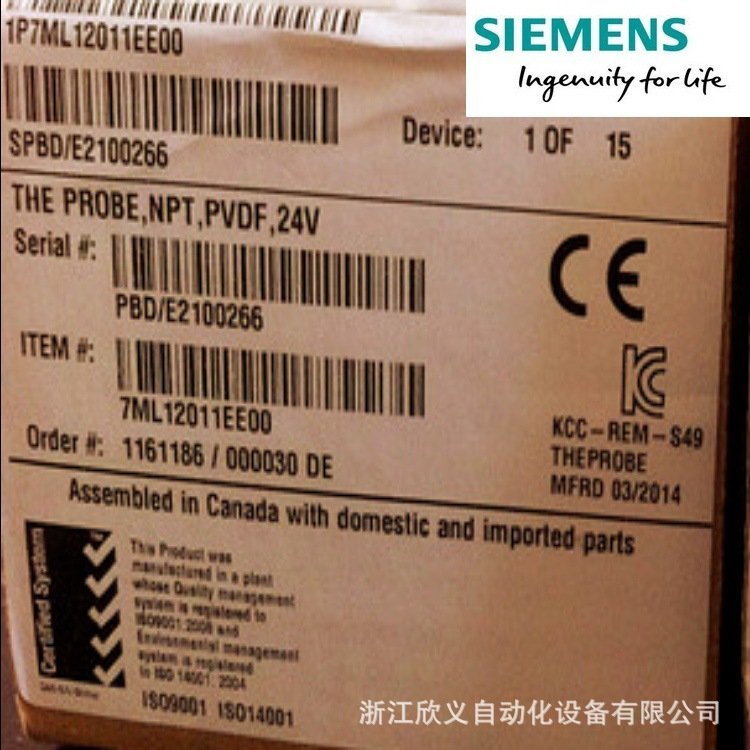 1P7ML12011EE00
SIEMENS
Ingenuity for life
SPBD/E2100266
Device: 1 OF 15
THE PROBE,NPT,PVDF,24V
Serial #:
PBD/E2100266
ITEM #:
7ML12011EE00
KCC-REM-S49
THEPROBE
MFRD 03/2014
Order #: 1161186 / 000030 DE
Assembled in Canada with domestic and imported parts
Certified System
This Product was
manufactured in a plant
whose Quality management
system is registered to
ISO9001:2008 and
Environmental management
system is registered
to ISO 14001: 2004
ISO9001 ISO14001
浙江欣义自动化设备有限公司